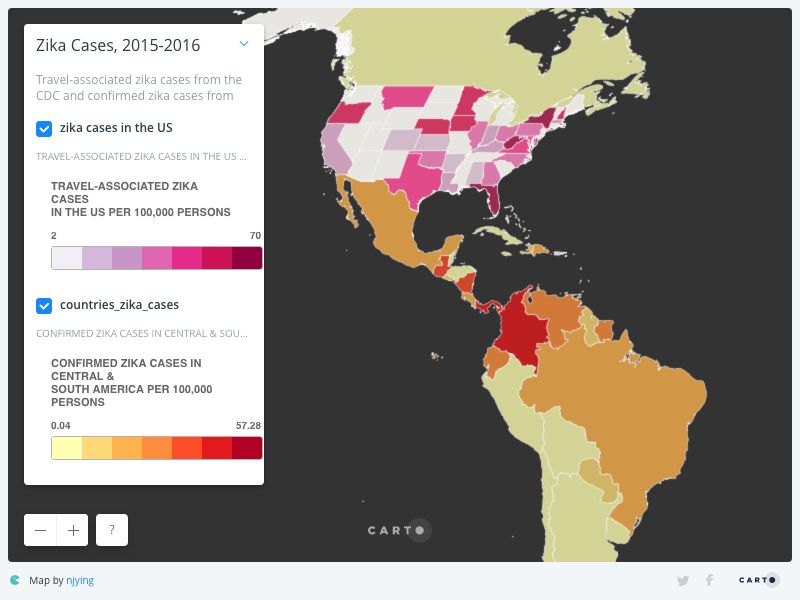 Zika Cases, 2015-2016
Travel-associated zika cases from the
CDC and confirmed zika cases from
zika cases in the US
TRAVEL-ASSOCIATED ZIKA CASES IN THE US ...
TRAVEL-ASSOCIATED ZIKA
CASES
IN THE US PER 100,000 PERSONS
2 70
countries_zika_cases
CONFIRMED ZIKA CASES IN CENTRAL & SOU...
CONFIRMED ZIKA CASES IN
CENTRAL &
SOUTH AMERICA PER 100,000
PERSONS
0.04 57.28
?
CARTO
Map by njying
CARTO